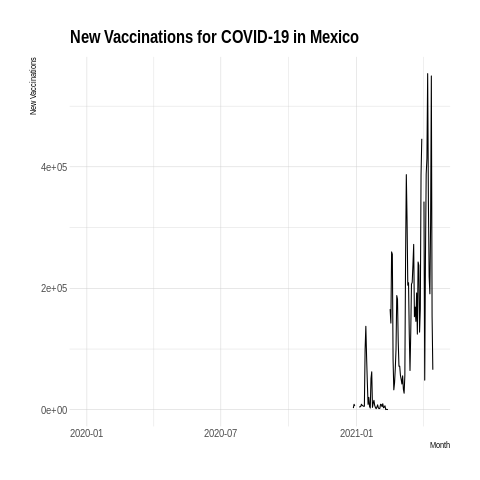 New Vaccinations for COVID-19 in Mexico
New Vaccinations
4e+05
2e+05
0e+00
2020-01
2020-07
2021-01
Month